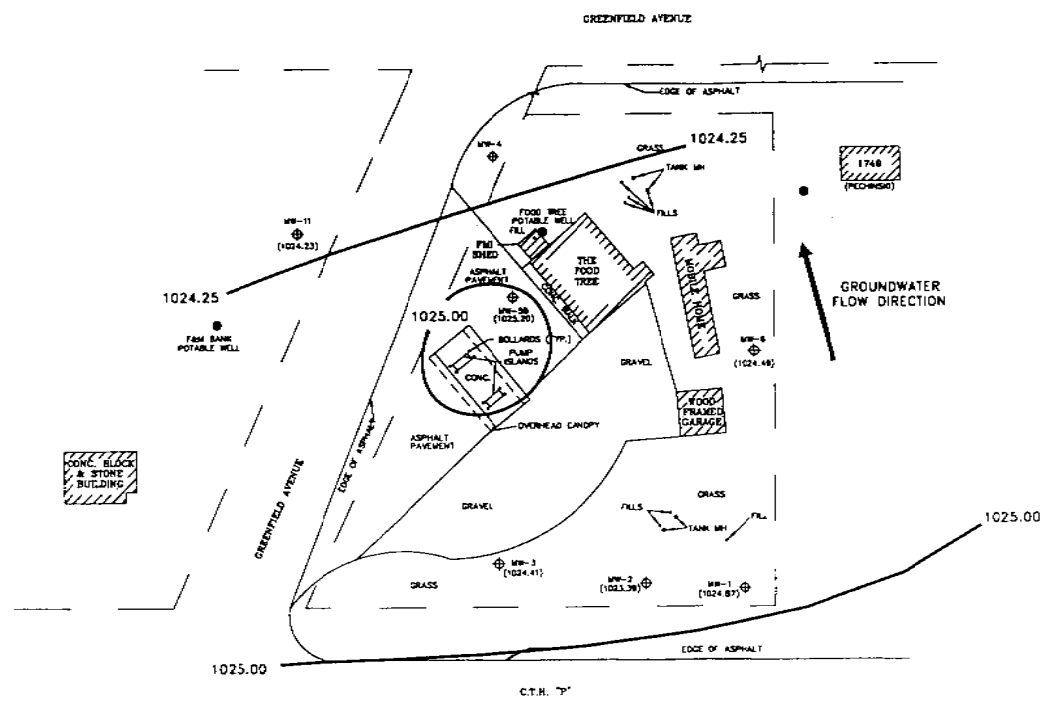 GREENFIELD AVENUE
EDGE OF ASPHALT
MW-4
GRASS
1024.25
TANK MH
1748
(PECHINSKI)
FILLS
FOOD TREE
POTABLE WELL
FILL
MW-11
(1024.23)
PMI
SHED
THE
FOOD
TREE
CONC. WALK
MOBILE HOME
ASPHALT
PAVEMENT
1024.25
GRASS
GROUNDWATER
FLOW DIRECTION
1025.00
MW-5B
(1025.20)
F&M BANK
POTABLE WELL
BOLLARDS (TYP.)
PUMP
ISLANDS
CONC.
GRAVEL
MW-6
(1024.49)
WOOD
FRAMED
GARAGE
OVERHEAD CANOPY
ASPHALT
PAVEMENT
EDGE OF ASPHALT
CONC. BLOCK
& STONE
BUILDING
GREENFIELD AVENUE
GRAVEL
GRASS
FILLS
FILL
TANK MH
1025.00
MW-3
(1024.41)
GRASS
MW-2
MW-1
(1024.87)
1025.00
EDGE OF ASPHALT
C.T.H. "P"